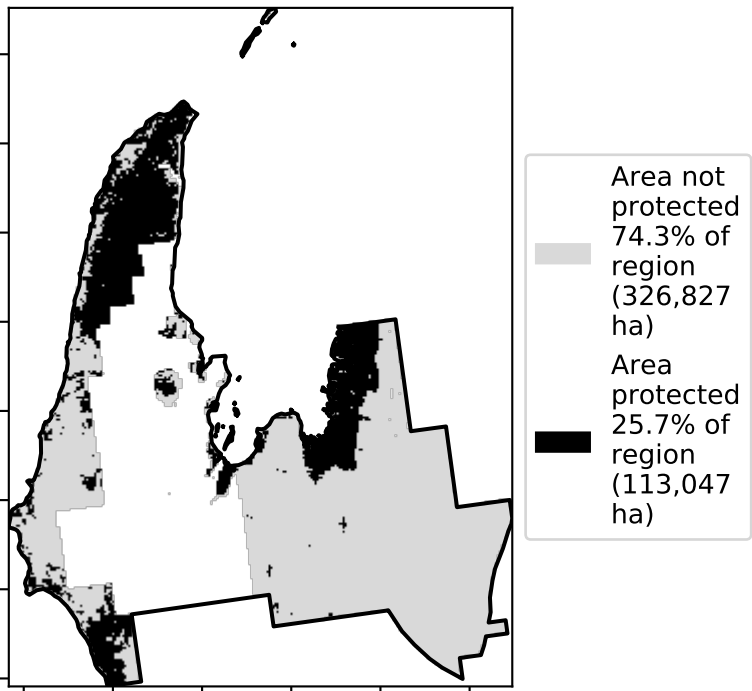 Area not
protected
74.3% of
region
(326,827
ha)
Area
protected
25.7% of
region
(113,047
ha)